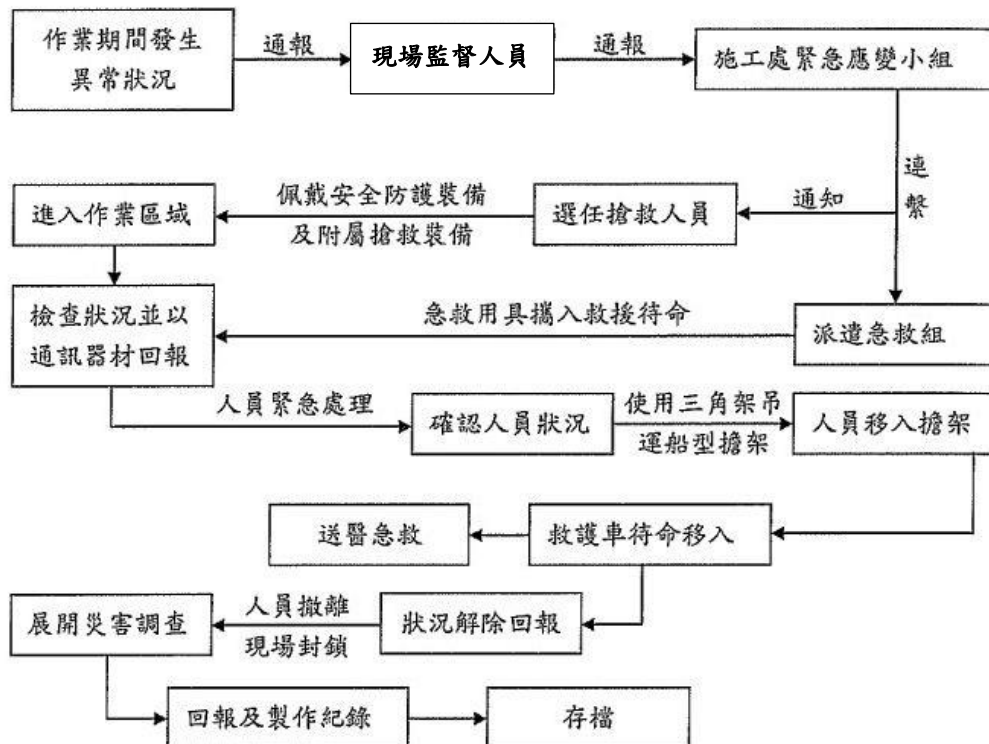 作業期間發生
異常狀況
通報
現場監督人員
通報
施工處緊急應變小組
連
繫
通知
選任搶救人員
佩戴安全防護裝備
及附屬搶救裝備
進入作業區域
檢查狀況並以
通訊器材回報
急救用具攜入救援待命
派遣急救組
人員緊急處理
確認人員狀況
使用三角架吊
運船型擔架
人員移入擔架
送醫急救
救護車待命移入
展開災害調查
人員撤離
現場封鎖
狀況解除回報
回報及製作紀錄
存檔